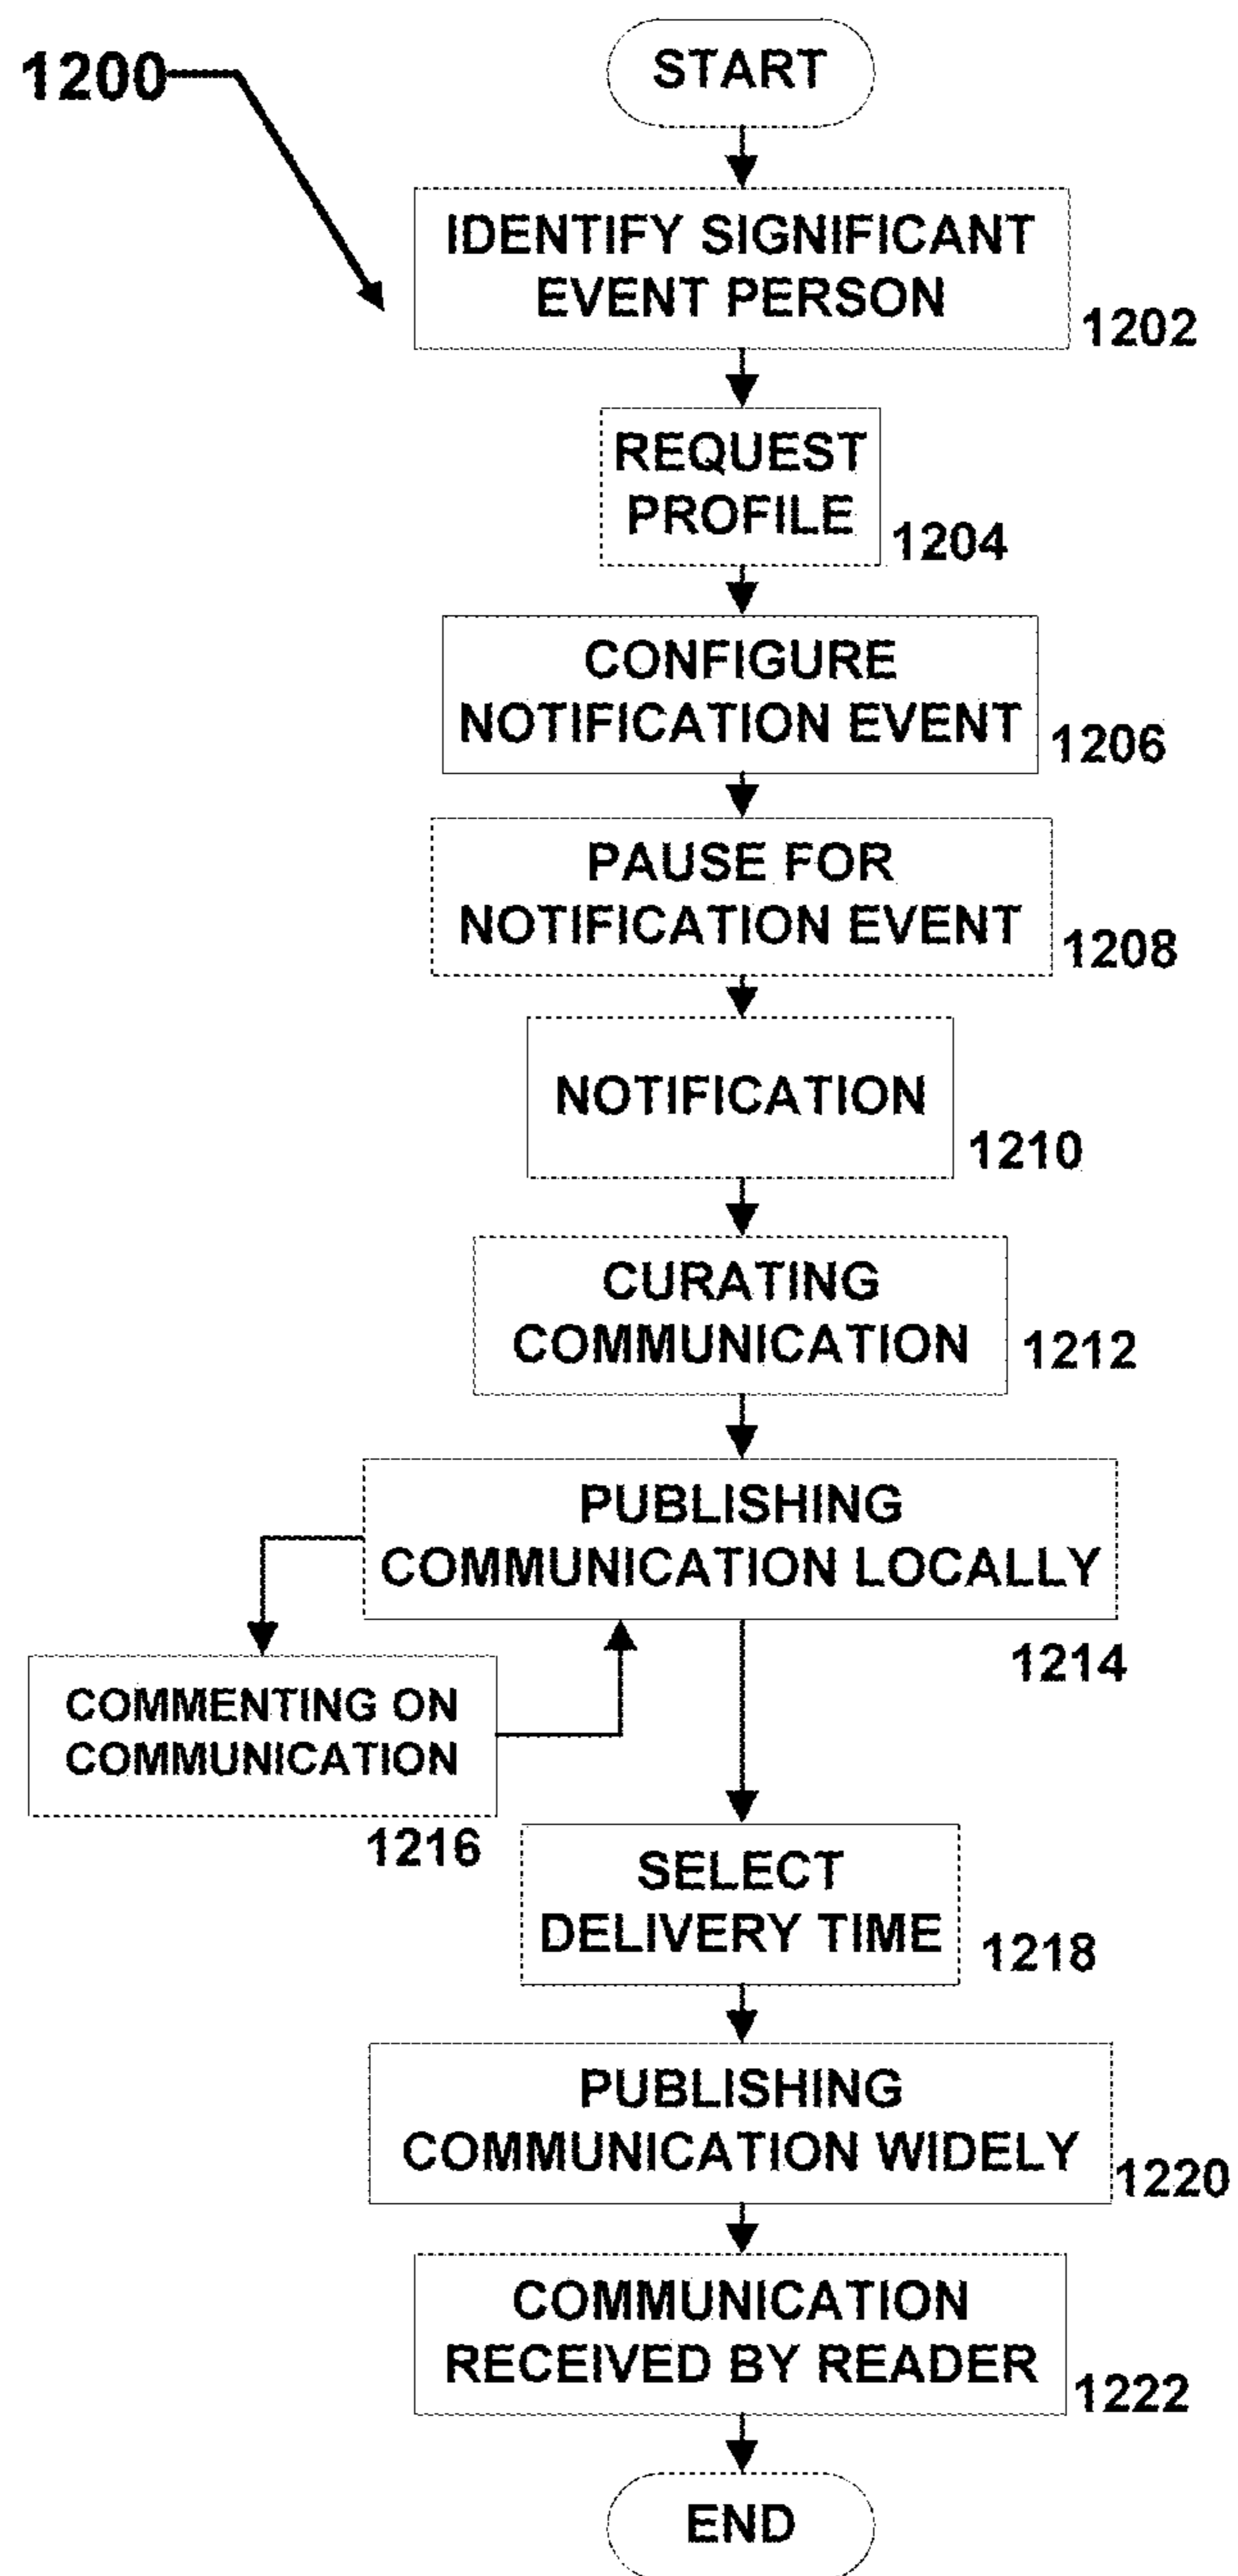 1200
START
IDENTIFY SIGNIFICANT
EVENT PERSON
1202
REQUEST
PROFILE
1204
CONFIGURE
NOTIFICATION EVENT
1206
PAUSE FOR
NOTIFICATION EVENT
1208
NOTIFICATION
1210
CURATING
COMMUNICATION
1212
PUBLISHING
COMMUNICATION LOCALLY
1214
COMMENTING ON
COMMUNICATION
1216
SELECT
DELIVERY TIME
1218
PUBLISHING
COMMUNICATION WIDELY
1220
COMMUNICATION
RECEIVED BY READER
1222
END